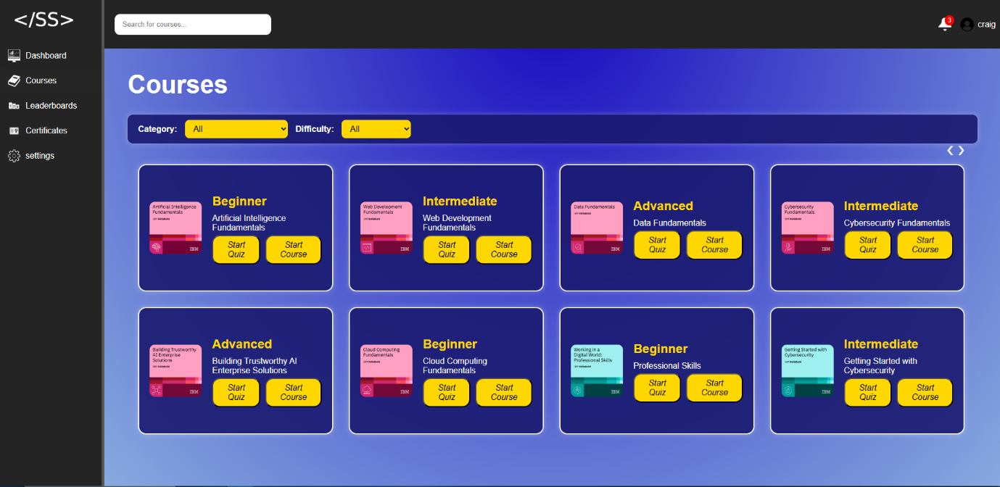 </SS>
Search for courses...
3
craig
Dashboard
Courses
Leaderboards
Certificates
settings
Courses
Category:
All
Difficulty:
All
Artificial Intelligence
Fundamentals
IBM
Beginner
Artificial Intelligence
Fundamentals
Start
Quiz
Start
Course
Web Development
Fundamentals
IBM
Intermediate
Web Development
Fundamentals
Start
Quiz
Start
Course
Data Fundamentals
IBM
Advanced
Data Fundamentals
Start
Quiz
Start
Course
Cybersecurity
Fundamentals
IBM
Intermediate
Cybersecurity Fundamentals
Start
Quiz
Start
Course
Building Trustworthy
AI Enterprise
Solutions
IBM
Advanced
Building Trustworthy AI
Enterprise Solutions
Start
Quiz
Start
Course
Cloud Computing
Fundamentals
IBM
Beginner
Cloud Computing
Fundamentals
Start
Quiz
Start
Course
Working in a
Digital World:
Professional Skills
IBM
Beginner
Professional Skills
Start
Quiz
Start
Course
Getting Started with
Cybersecurity
IBM
Intermediate
Getting Started with
Cybersecurity
Start
Quiz
Start
Course